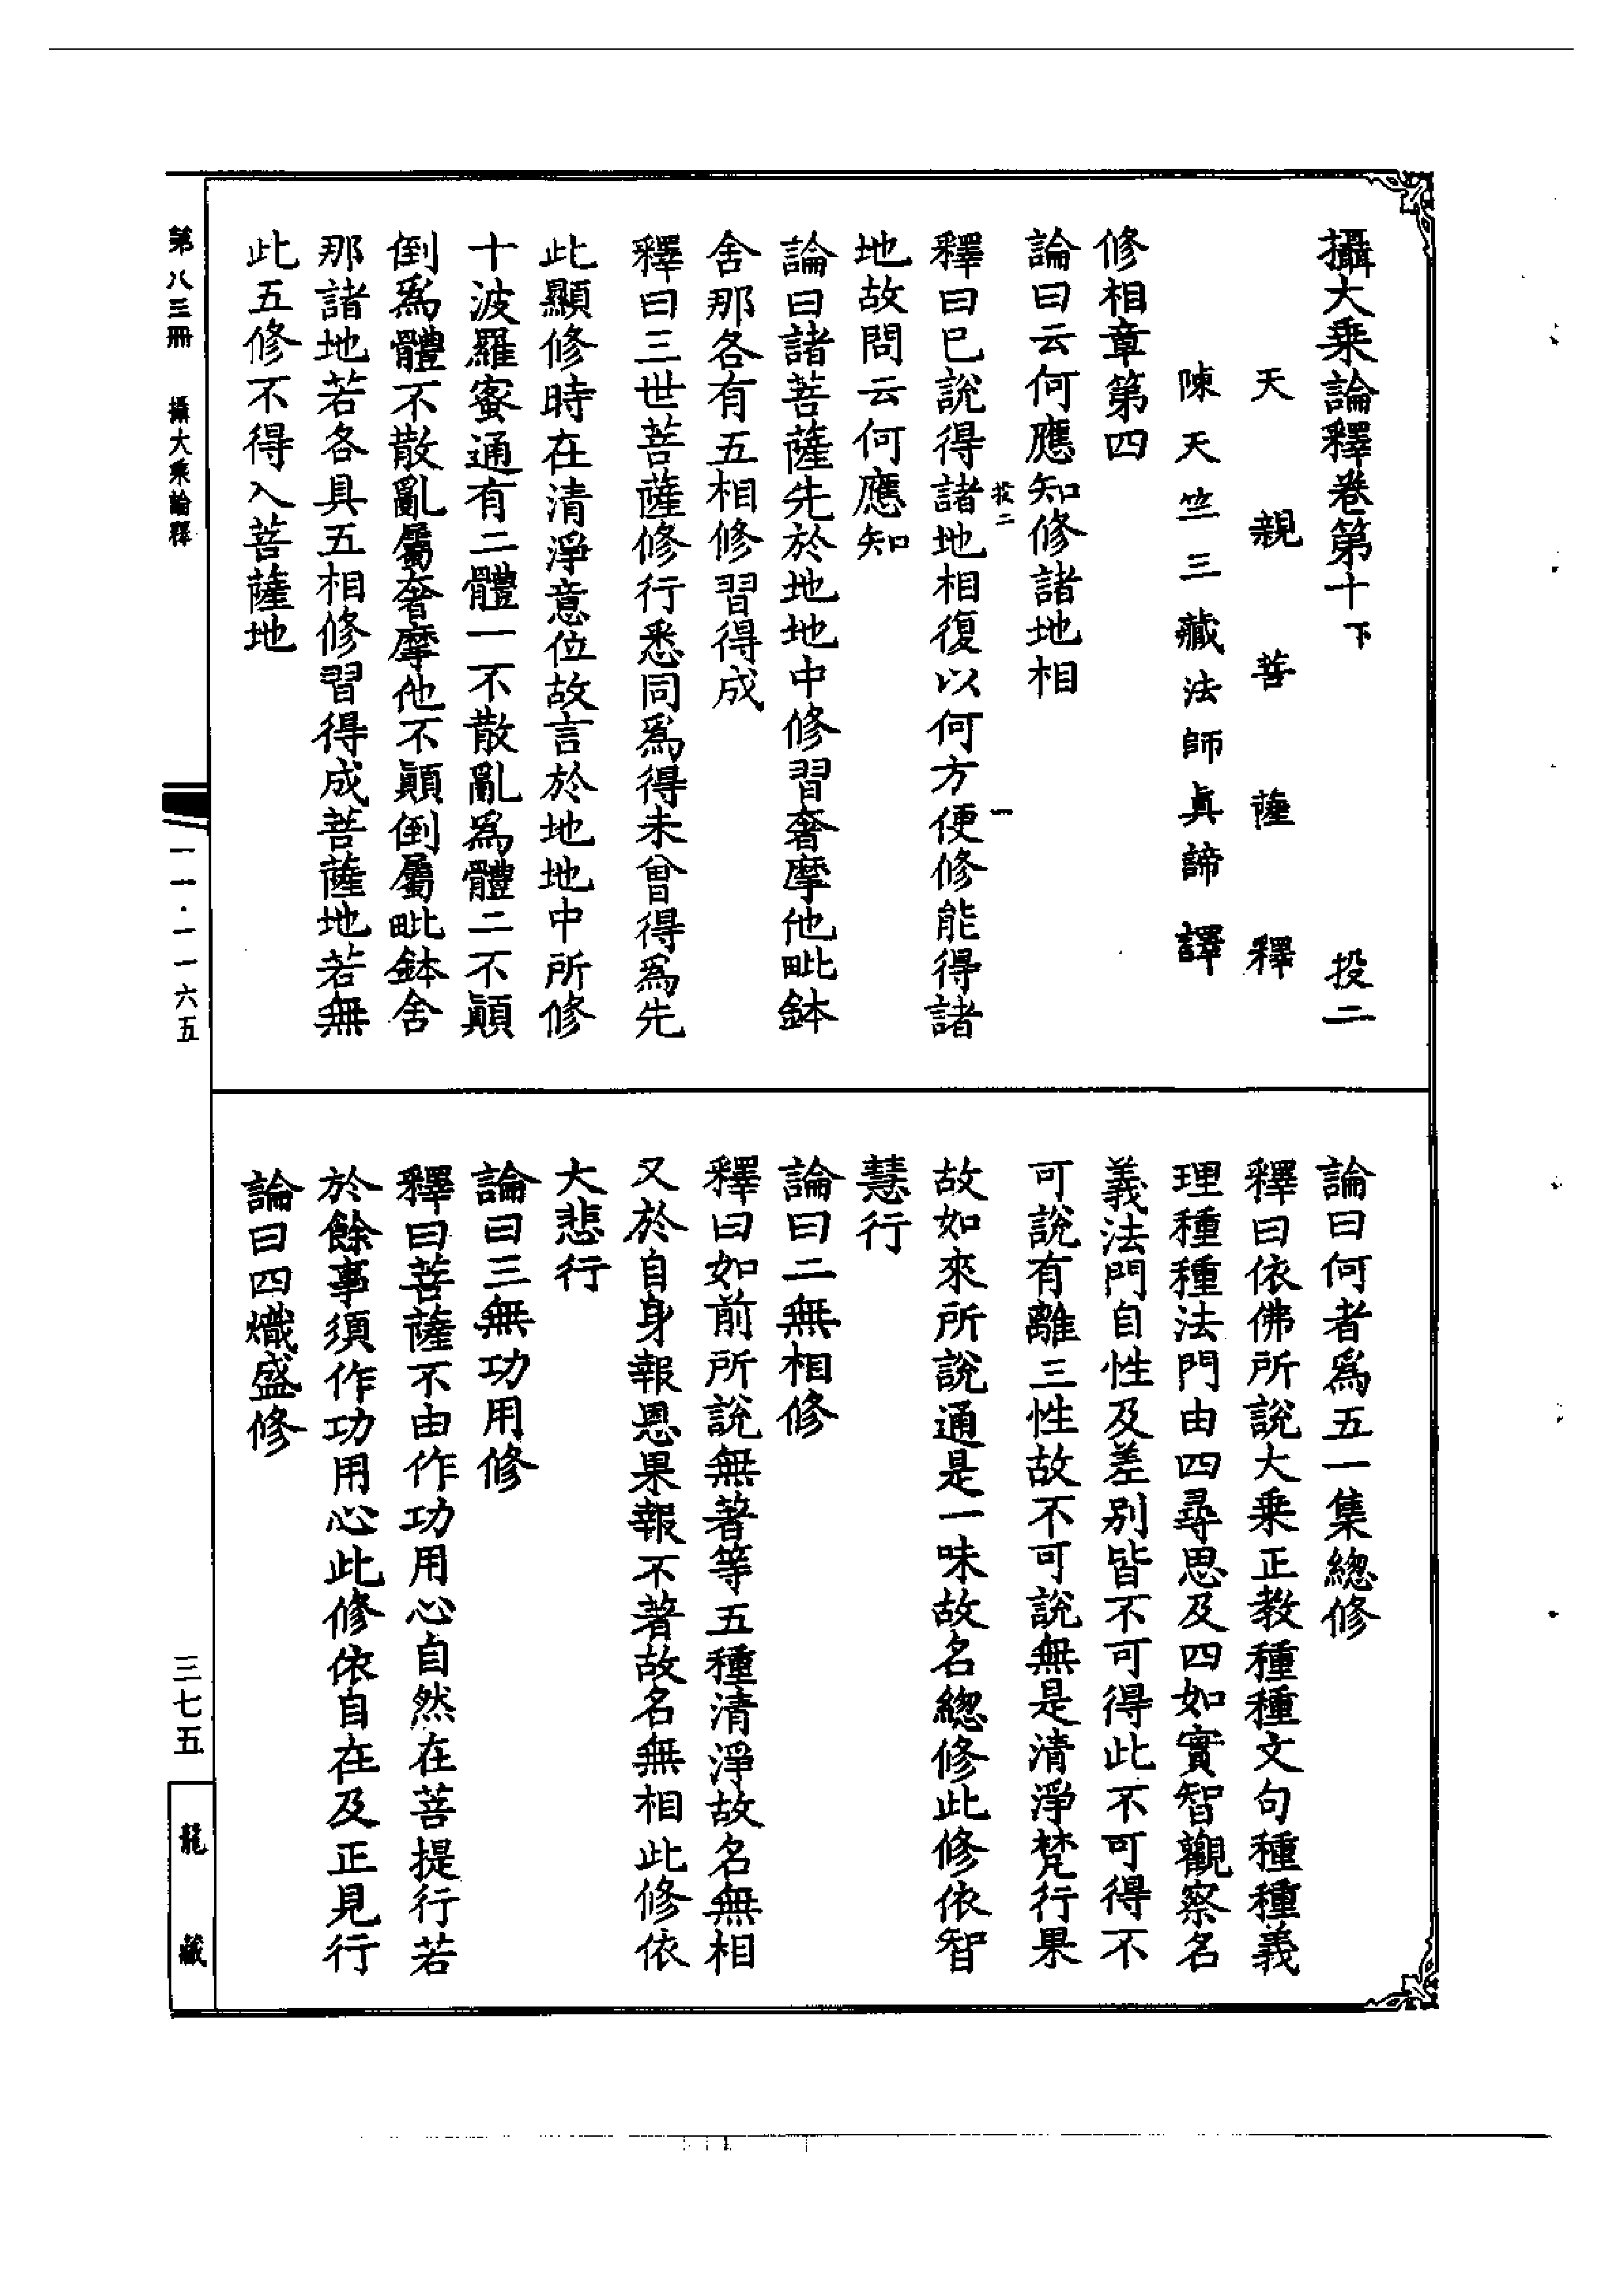 攝大乘論釋卷第十下 投二
天親菩薩釋
陳天竺三藏法師眞諦譯
修相章第四
論曰云何應知修諸地相
投二 一
釋曰已說得諸地相復以何方便修能得諸
地故問云何應知
論曰諸菩薩先於地地中修習奢摩他毗鉢
舍那各有五相修習得成
釋曰三世菩薩修行悉同爲得未曾得爲先
此顯修時在清淨意位故言於地地中所修
十波羅蜜通有二體一不散亂爲體二不顛
倒爲體不散亂屬奢摩他不顛倒屬毗鉢舍
那諸地若各具五相修習得成菩薩地若無
此五修不得入菩薩地
論曰何者爲五一集總修
釋曰依佛所說大乘正教種種文句種種義
理種種法門由四尋思及四如實智觀察名
義法門自性及差別皆不可得此不可得不
可說有離三性故不可說無是清淨梵行果
故如來所說通是一味故名總修此修依智
慧行
論曰二無相修
釋曰如前所說無著等五種清淨故名無相
又於自身報恩果報不著故名無相此修依
大悲行
論曰三無功用修
釋曰菩薩不由作功用心自然在菩提行若
於餘事須作功用心此修依自在及正見行
論曰四熾盛修
第八三冊 攝大乘論釋
一一·一一六五
三七五
龍藏